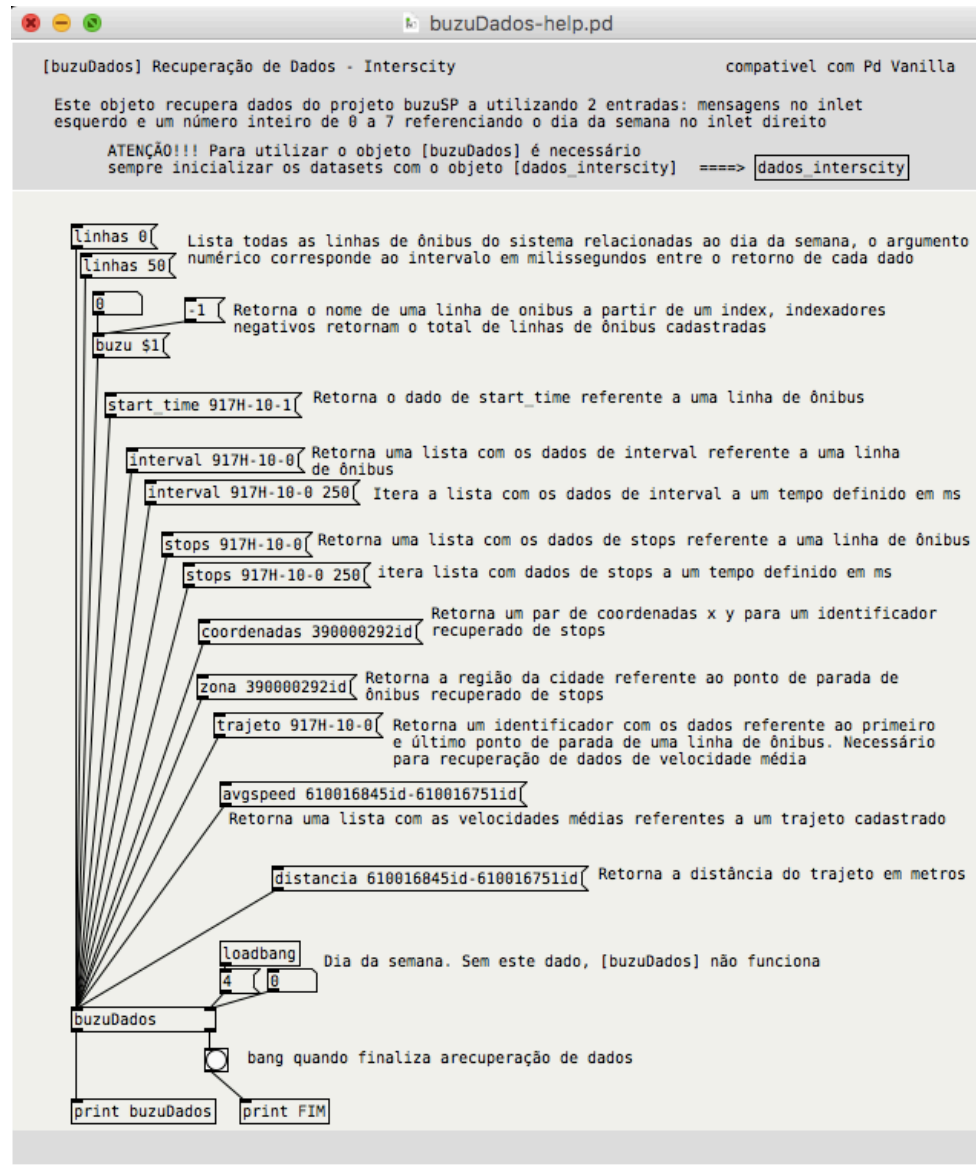 buzuDados-help.pd
[buzuDados] Recuperação de Dados - Interscity
compativel com Pd Vanilla
Este objeto recupera dados do projeto buzuSP a utilizando 2 entradas: mensagens no inlet
esquerdo e um número inteiro de 0 a 7 referenciando o dia da semana no inlet direito
ATENÇÃO!!! Para utilizar o objeto [buzuDados] é necessário
sempre inicializar os datasets com o objeto [dados_interscity] ====> dados_interscity
linhas 0
Lista todas as linhas de ônibus do sistema relacionadas ao dia da semana, o argumento
numérico corresponde ao intervalo em milissegundos entre o retorno de cada dado
linhas 50
0
-1
Retorna o nome de uma linha de onibus a partir de um index, indexadores
negativos retornam o total de linhas de ônibus cadastradas
buzu $1
start_time 917H-10-1
Retorna o dado de start_time referente a uma linha de ônibus
interval 917H-10-0
Retorna uma lista com os dados de interval referente a uma linha
de ônibus
interval 917H-10-0 250
Itera a lista com os dados de interval a um tempo definido em ms
stops 917H-10-0
Retorna uma lista com os dados de stops referente a uma linha de ônibus
stops 917H-10-0 250
itera lista com dados de stops a um tempo definido em ms
coordenadas 390000292id
Retorna um par de coordenadas x y para um identificador
recuperado de stops
zona 390000292id
Retorna a região da cidade referente ao ponto de parada de
ônibus recuperado de stops
trajeto 917H-10-0
Retorna um identificador com os dados referente ao primeiro
e último ponto de parada de uma linha de ônibus. Necessário
para recuperação de dados de velocidade média
avgspeed 610016845id-610016751id
Retorna uma lista com as velocidades médias referentes a um trajeto cadastrado
distancia 610016845id-610016751id
Retorna a distância do trajeto em metros
loadbang
4
0
Dia da semana. Sem este dado, [buzuDados] não funciona
buzuDados
bang quando finaliza arecuperação de dados
print buzuDados
print FIM